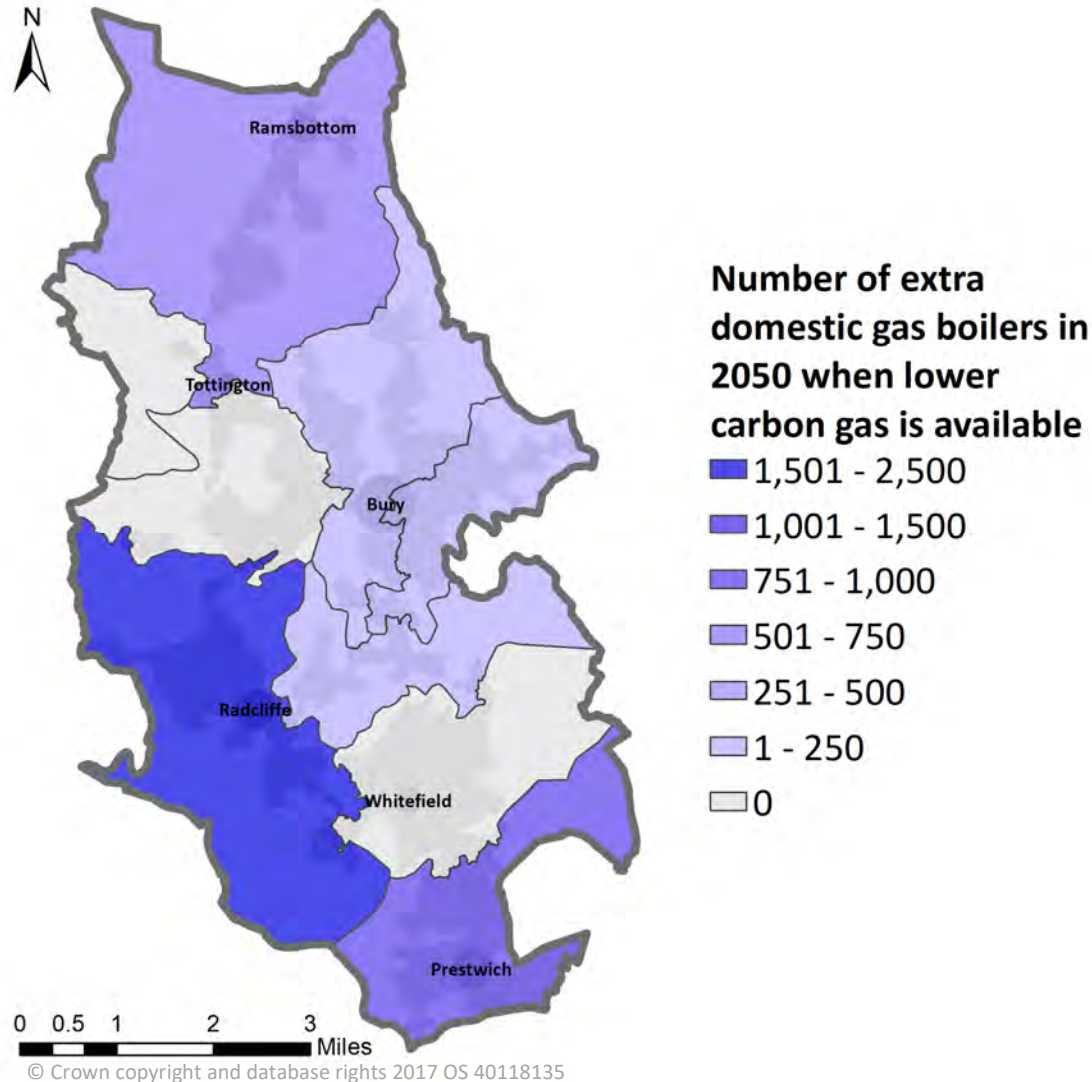 N
Ramsbottom
Tottington
Bury
Radcliffe
Whitefield
Prestwich
Number of extra
domestic gas boilers in
2050 when lower
carbon gas is available
1,501 - 2,500
1,001 - 1,500
751 - 1,000
501 - 750
251 - 500
1 - 250
0
0 0.5 1 2 3
Miles
© Crown copyright and database rights 2017 OS 40118135